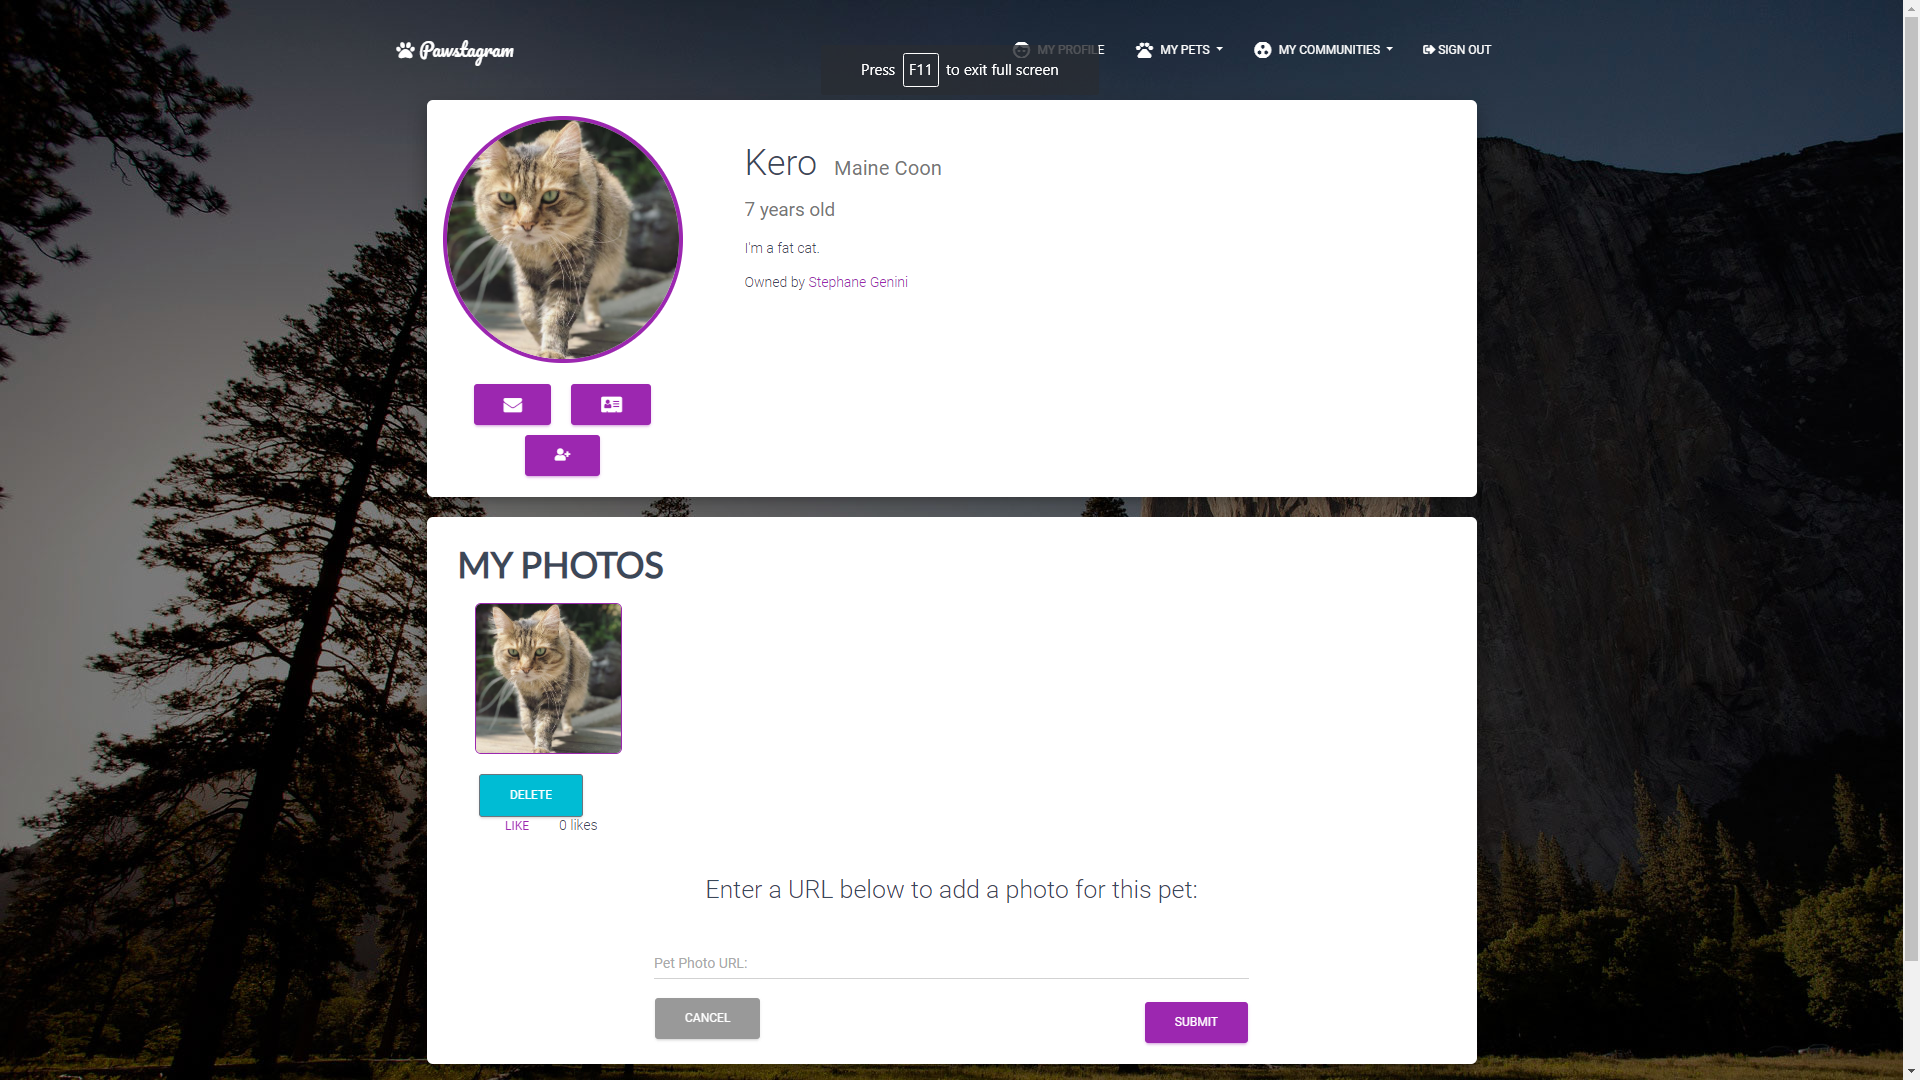 Pawstagram
MY PROFILE
MY PETS
MY COMMUNITIES
SIGN OUT
Press F11 to exit full screen
Kero Maine Coon
7 years old
I'm a fat cat.
Owned by Stephane Genini
MY PHOTOS
DELETE
LIKE 0 likes
Enter a URL below to add a photo for this pet:
Pet Photo URL:
CANCEL
SUBMIT